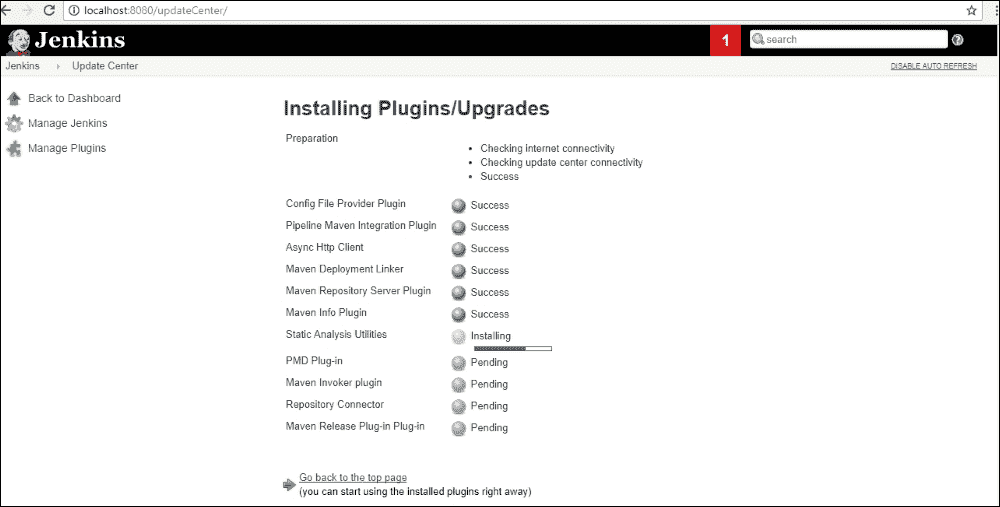 localhost:8080/updateCenter/
Jenkins
1
search
Jenkins
Update Center
DISABLE AUTO REFRESH
Back to Dashboard
Manage Jenkins
Manage Plugins
Installing Plugins/Upgrades
Preparation
Checking internet connectivity
Checking update center connectivity
Success
Config File Provider Plugin Success
Pipeline Maven Integration Plugin Success
Async Http Client Success
Maven Deployment Linker Success
Maven Repository Server Plugin Success
Maven Info Plugin Success
Static Analysis Utilities Installing
PMD Plug-in Pending
Maven Invoker plugin Pending
Repository Connector Pending
Maven Release Plug-in Plug-in Pending
Go back to the top page
(you can start using the installed plugins right away)